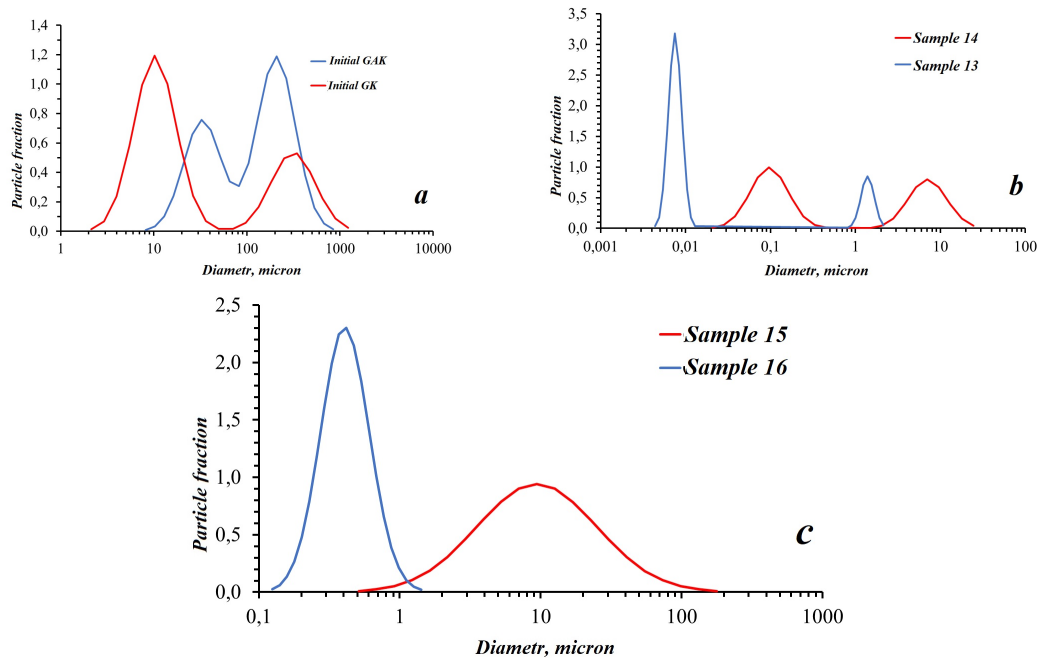 1,4
1,2
1,0
0,8
0,6
0,4
0,2
0,0
Particle fraction
Initial GAK
Initial GK
a
1 10 100 1000 10000
Diametr, micron
3,5
3,0
2,5
2,0
1,5
1,0
0,5
0,0
Particle fraction
Sample 14
Sample 13
b
0,001 0,01 0,1 1 10 100
Diametr, micron
2,5
2,0
1,5
1,0
0,5
0,0
Particle fraction
Sample 15
Sample 16
c
0,1 1 10 100 1000
Diametr, micron